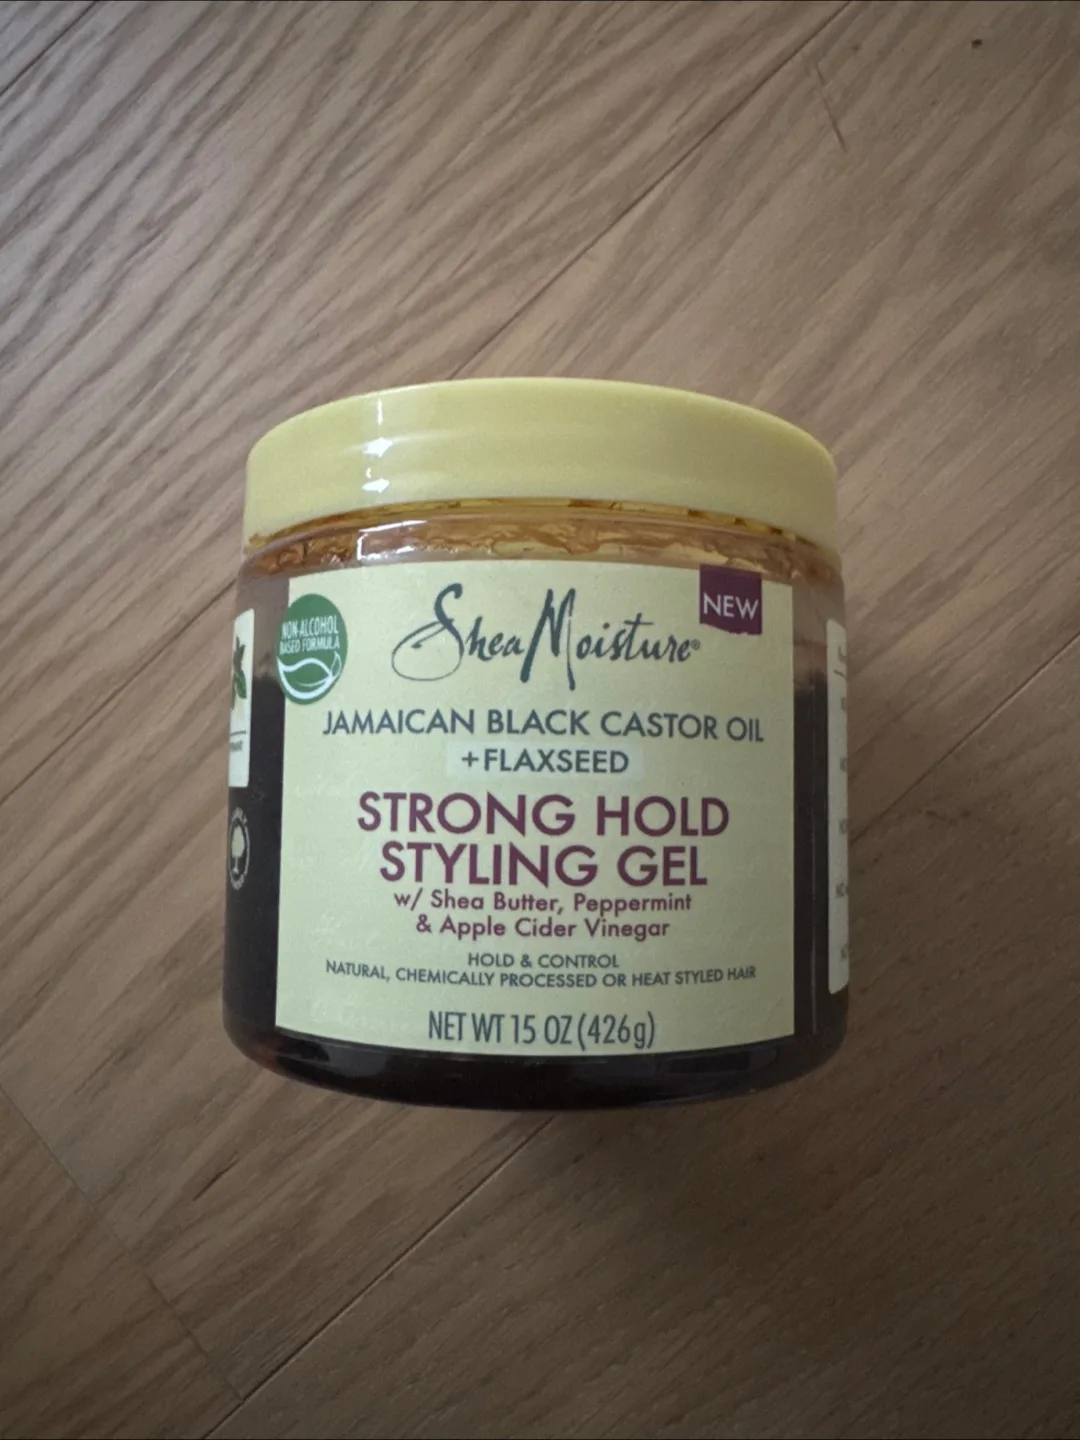 NON-ALCOHOL
BASED FORMULA
SheaMoisture®
NEW
JAMAICAN BLACK CASTOR OIL
+FLAXSEED
STRONG HOLD
STYLING GEL
w/ Shea Butter, Peppermint
& Apple Cider Vinegar
HOLD & CONTROL
NATURAL, CHEMICALLY PROCESSED OR HEAT STYLED HAIR
NET WT 15 OZ (426g)